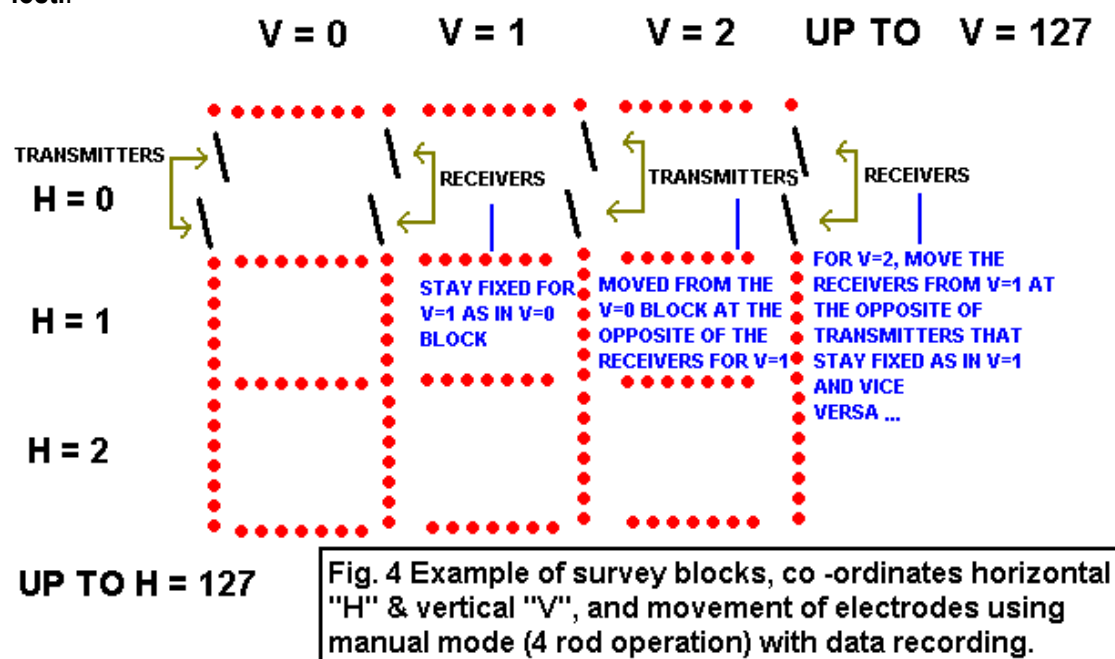 V = 0 V = 1 V = 2 UP TO V = 127
TRANSMITTERS
H = 0
RECEIVERS
TRANSMITTERS
RECEIVERS
H = 1
STAY FIXED FOR
V=1 AS IN V=0
BLOCK
MOVED FROM THE
V=0 BLOCK AT THE
OPPOSITE OF THE
RECEIVERS FOR V=1
FOR V=2, MOVE THE
RECEIVERS FROM V=1 AT
THE OPPOSITE OF
TRANSMITTERS THAT
STAY FIXED AS IN V=1
AND VICE
VERSA ...
H = 2
UP TO H = 127
Fig. 4 Example of survey blocks, co -ordinates horizontal
"H" & vertical "V", and movement of electrodes using
manual mode (4 rod operation) with data recording.